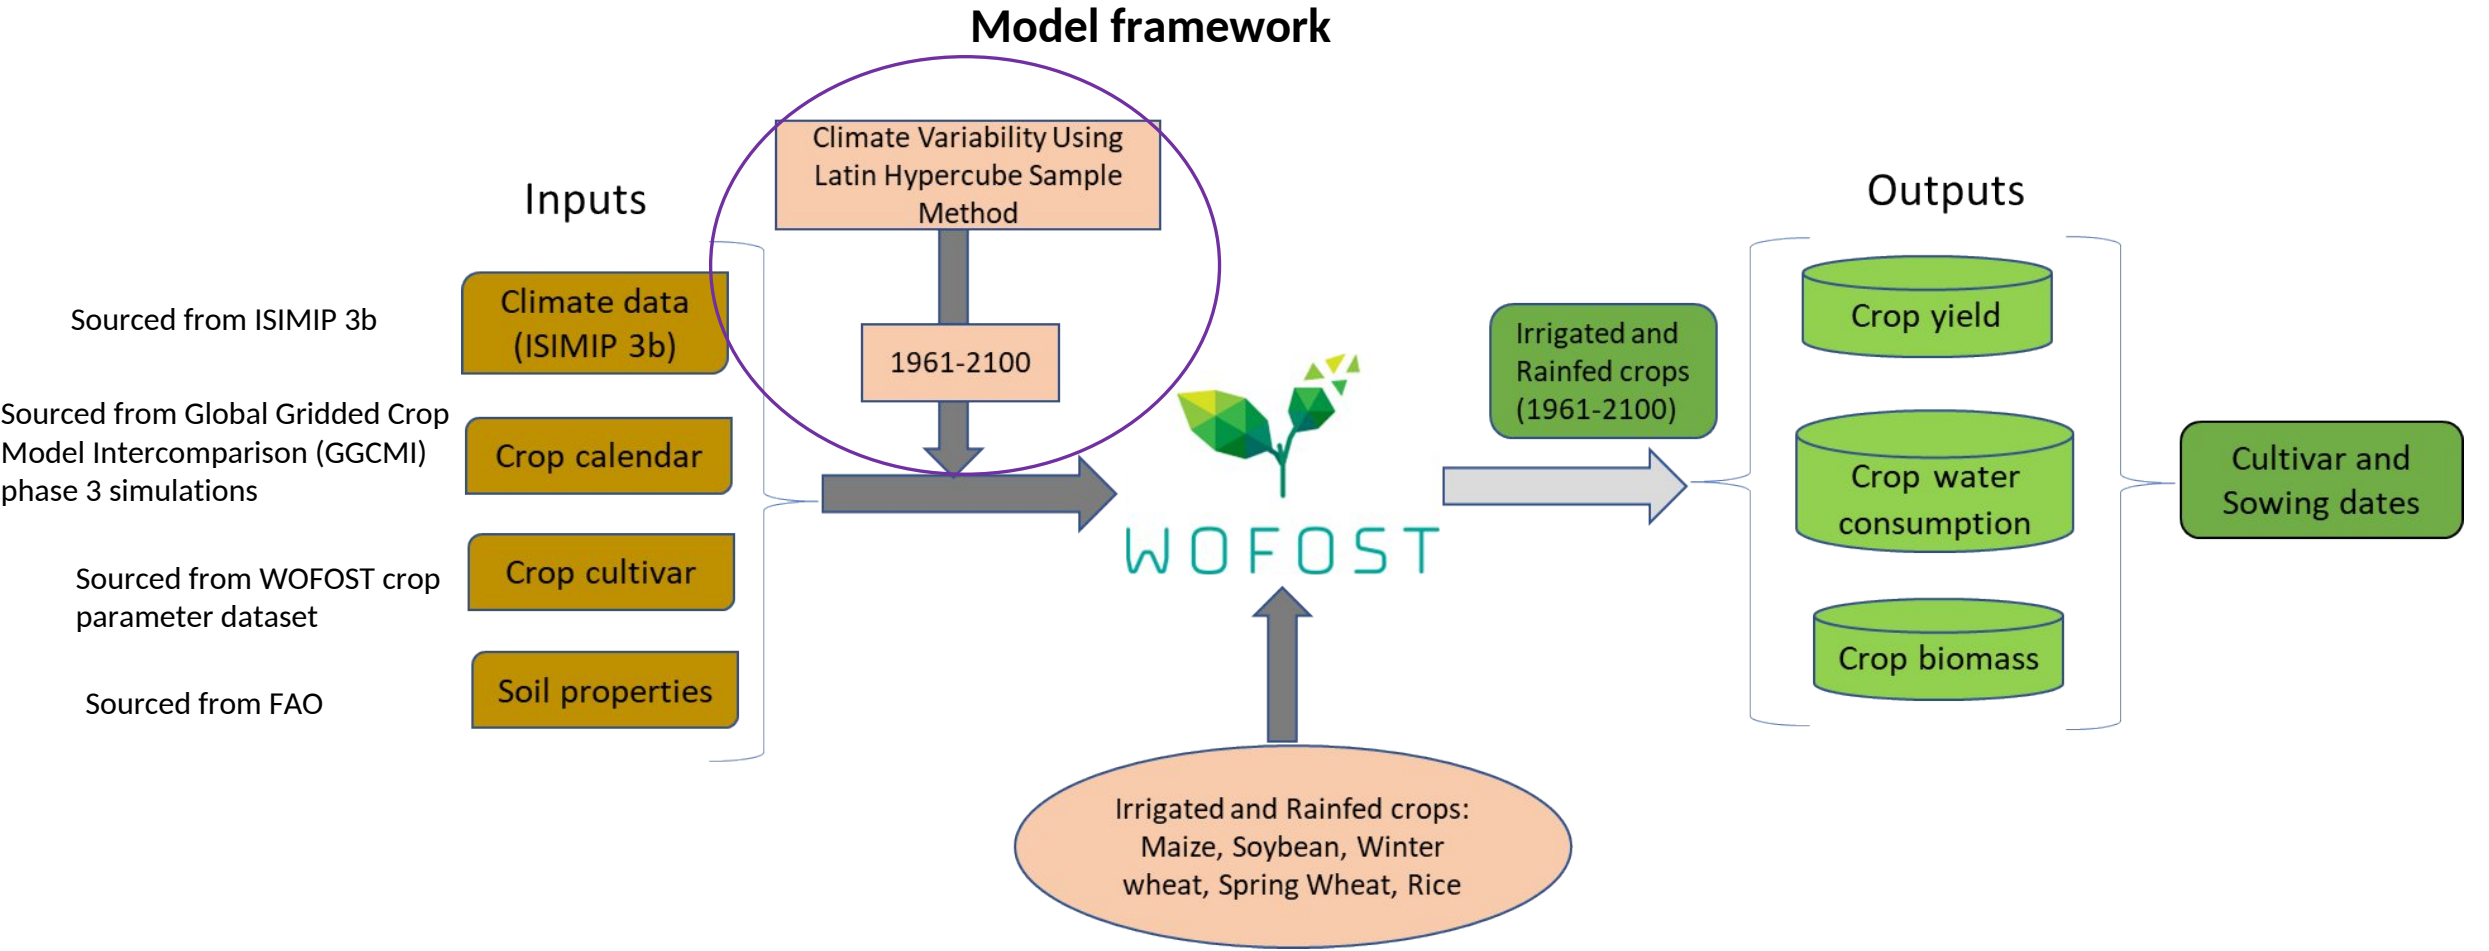 Model framework
Inputs
Sourced from ISIMIP 3b
Climate data
(ISIMIP 3b)
Sourced from Global Gridded Crop
Model Intercomparison (GGCMI)
phase 3 simulations
Crop calendar
Sourced from WOFOST crop
parameter dataset
Crop cultivar
Sourced from FAO
Soil properties
Climate Variability Using
Latin Hypercube Sample
Method
1961-2100
WOFOST
Irrigated and Rainfed crops:
Maize, Soybean, Winter
wheat, Spring Wheat, Rice
Irrigated and
Rainfed crops
(1961-2100)
Outputs
Crop yield
Crop water
consumption
Crop biomass
Cultivar and
Sowing dates